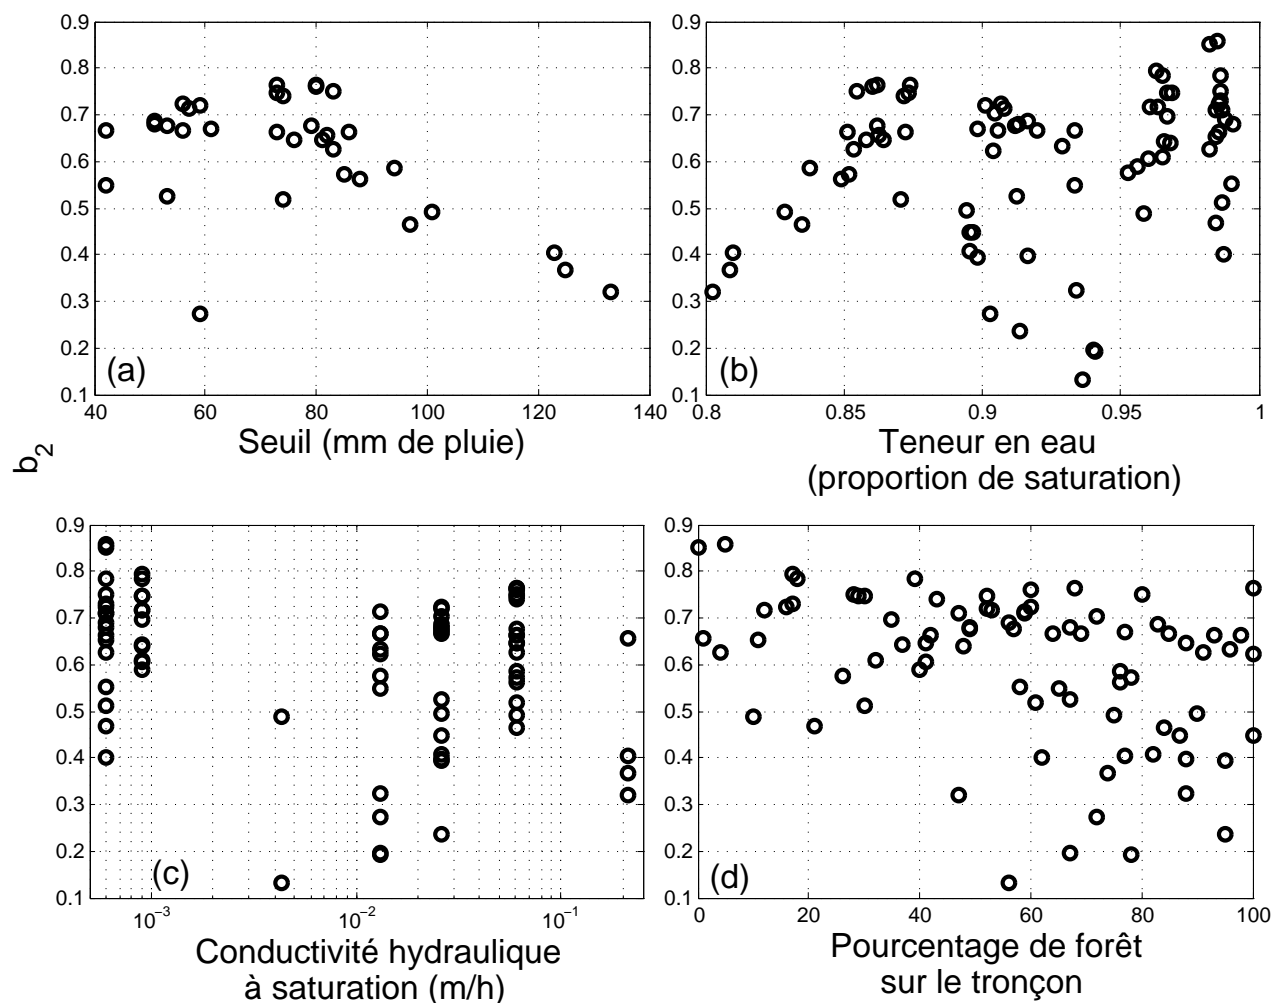 0.9
0.8
0.7
0.6
0.5
0.4
0.3
0.2
0.1
40 60 80 100 120 140
(a)
Seuil (mm de pluie)
0.9
0.8
0.7
0.6
0.5
0.4
0.3
0.2
0.1
0.8 0.85 0.9 0.95 1
(b)
Teneur en eau
(proportion de saturation)
b2
0.9
0.8
0.7
0.6
0.5
0.4
0.3
0.2
0.1
10−3 10−2 10−1
(c)
Conductivité hydraulique
à saturation (m/h)
0.9
0.8
0.7
0.6
0.5
0.4
0.3
0.2
0.1
0 20 40 60 80 100
(d)
Pourcentage de forêt
sur le tronçon